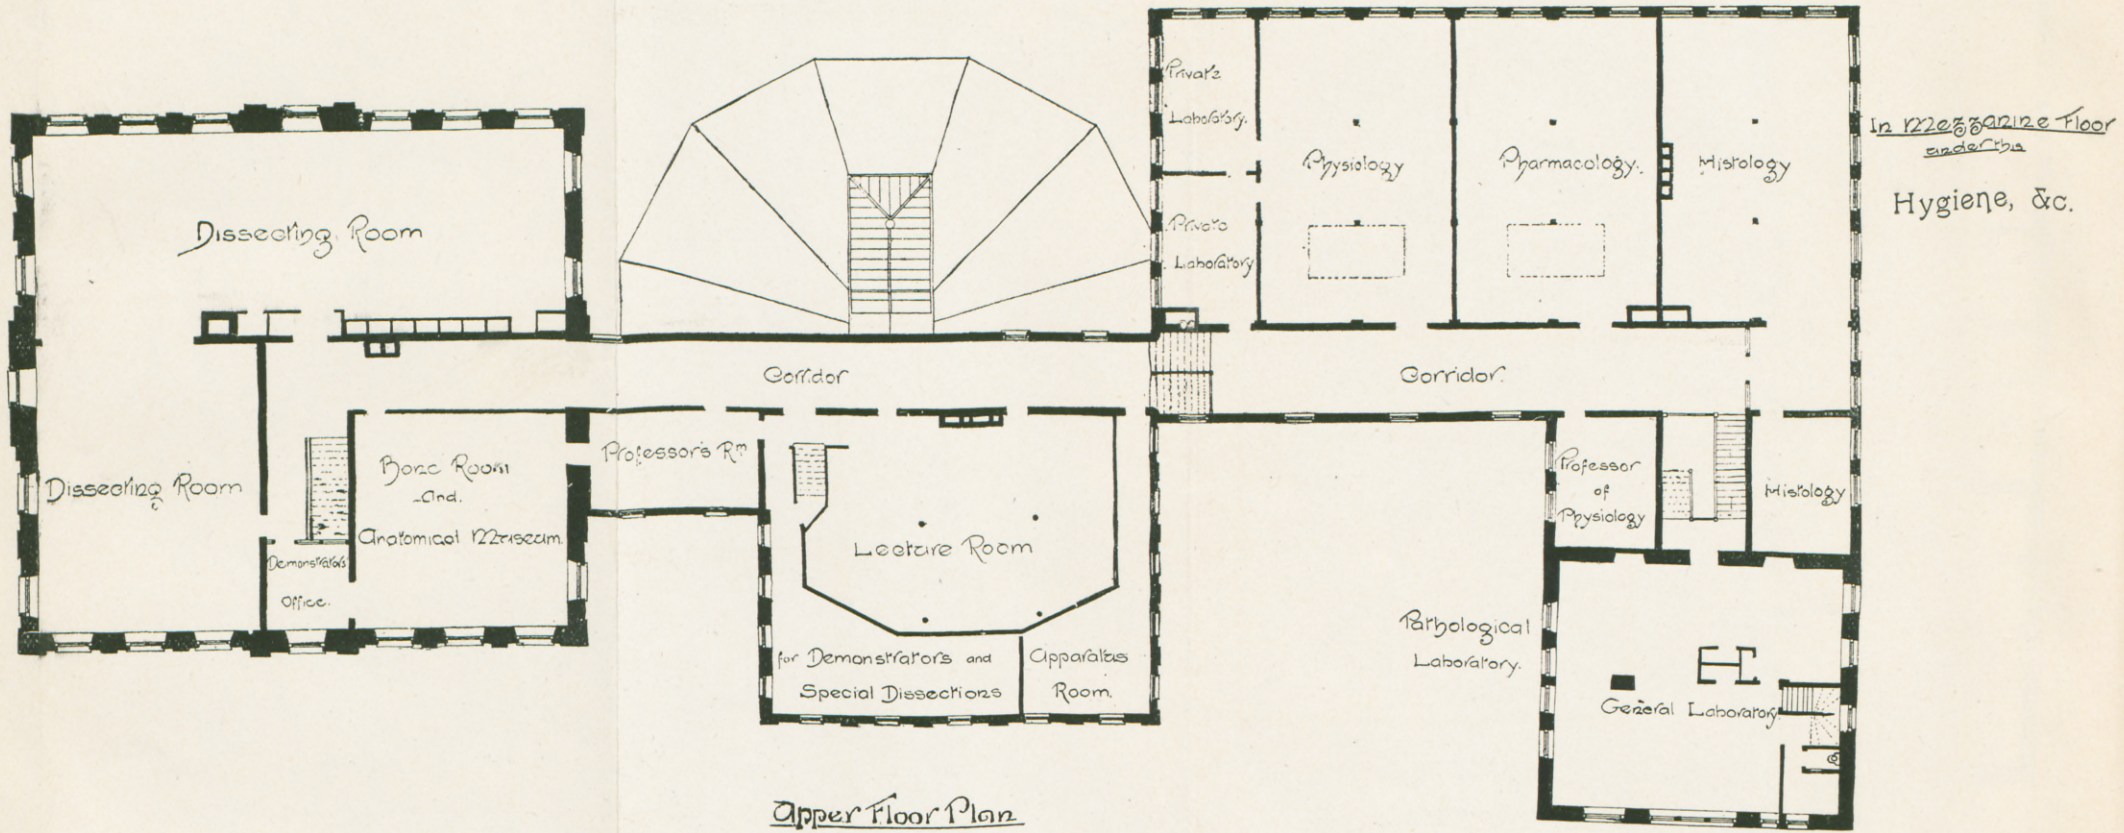 Private
Laboratory.
In Mezzanine Floor
under this
Physiology
Pharmacology.
Histology
Hygiene, &c.
Dissecting Room
Private
Laboratory
Corridor
Corridor.
Professor's Rm
Bone Room
And.
Anatomical Museum.
Dissecting Room
Professor
of
Physiology
Histology
Lecture Room
Demonstrators'
Office.
Pathological
Laboratory.
for Demonstrators and
Special Dissections
Apparatus
Room.
General Laboratory
Upper Floor Plan